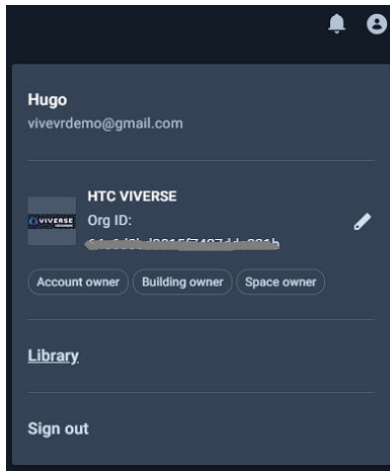 Hugo
vivevrdemo@gmail.com
HTC VIVERSE
VIVERSE
Org ID:
Account owner
Building owner
Space owner
Library
Sign out